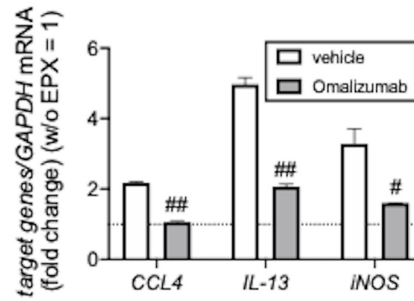 target genes/GAPDH mRNA
(fold change) (w/o EPX = 1)
6
4
2
0
vehicle
Omalizumab
##
##
#
CCL4
IL-13
iNOS